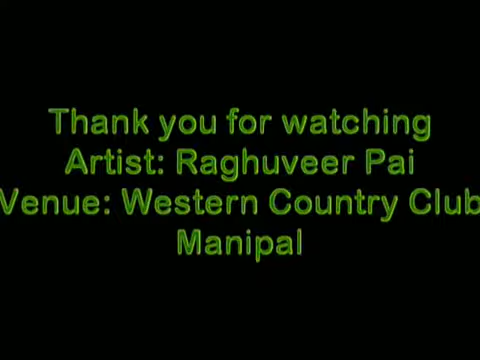 Thank you for watching
Artist: Raghuveer Pai
Venue: Western Country Club
Manipal